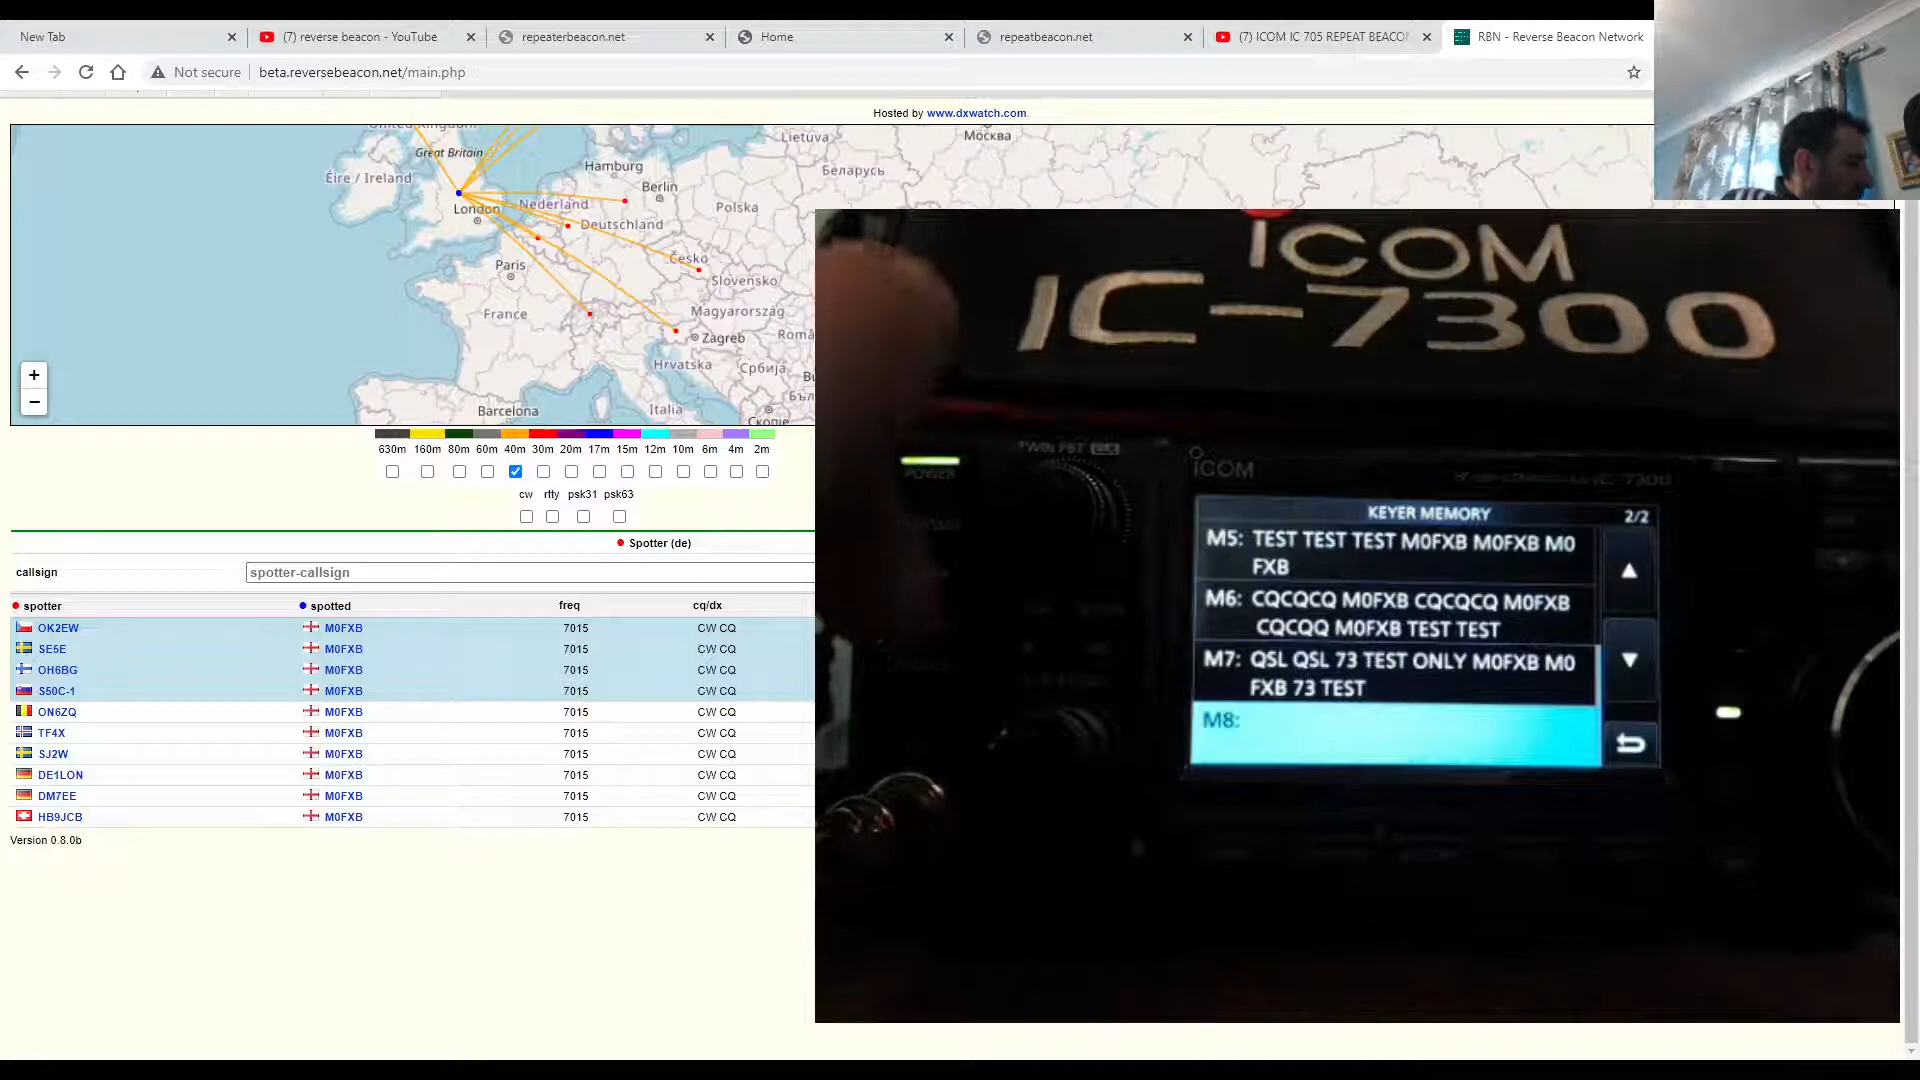 New Tab
(7) reverse beacon - YouTube
repeaterbeacon.net
Home
repeatbeacon.net
(7) ICOM IC 705 REPEAT BEACON
RBN - Reverse Beacon Network
Not secure
beta.reversebeacon.net/main.php
Hosted by www.dxwatch.com.
Great Britain
Éire / Ireland
London
Nederland
Hamburg
Berlin
Deutschland
Polska
Lietuva
Беларусь
Москва
Paris
France
Česko
Slovensko
Magyarország
Zagreb
Hrvatska
Србија
Italia
Barcelona
Скопје
+
−
630m 160m 80m 60m 40m 30m 20m 17m 15m 12m 10m 6m 4m 2m
cw rtty psk31 psk63
Spotter (de)
callsign
spotter-callsign
spotter spotted freq cq/dx
OK2EW M0FXB 7015 CW CQ
SE5E M0FXB 7015 CW CQ
OH6BG M0FXB 7015 CW CQ
S50C-1 M0FXB 7015 CW CQ
ON6ZQ M0FXB 7015 CW CQ
TF4X M0FXB 7015 CW CQ
SJ2W M0FXB 7015 CW CQ
DE1LON M0FXB 7015 CW CQ
DM7EE M0FXB 7015 CW CQ
HB9JCB M0FXB 7015 CW CQ
Version 0.8.0b
ICOM
IC-7300
TWIN PBT
POWER
ICOM
IC-7300
KEYER MEMORY 2/2
M5: TEST TEST TEST M0FXB M0FXB M0
FXB
M6: CQCQCQ M0FXB CQCQCQ M0FXB
CQCQQ M0FXB TEST TEST
M7: QSL QSL 73 TEST ONLY M0FXB M0
FXB 73 TEST
M8: